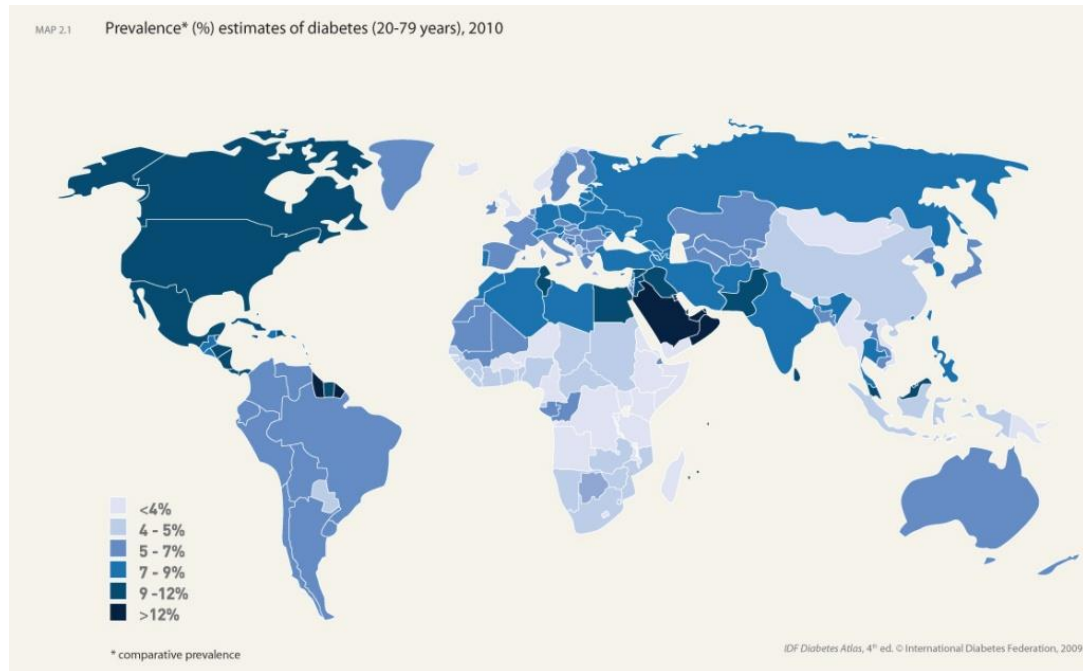 MAP 2.1 Prevalence* (%) estimates of diabetes (20-79 years), 2010
<4%
4 - 5%
5 - 7%
7 - 9%
9 -12%
>12%
* comparative prevalence
IDF Diabetes Atlas, 4th ed. © International Diabetes Federation, 2009